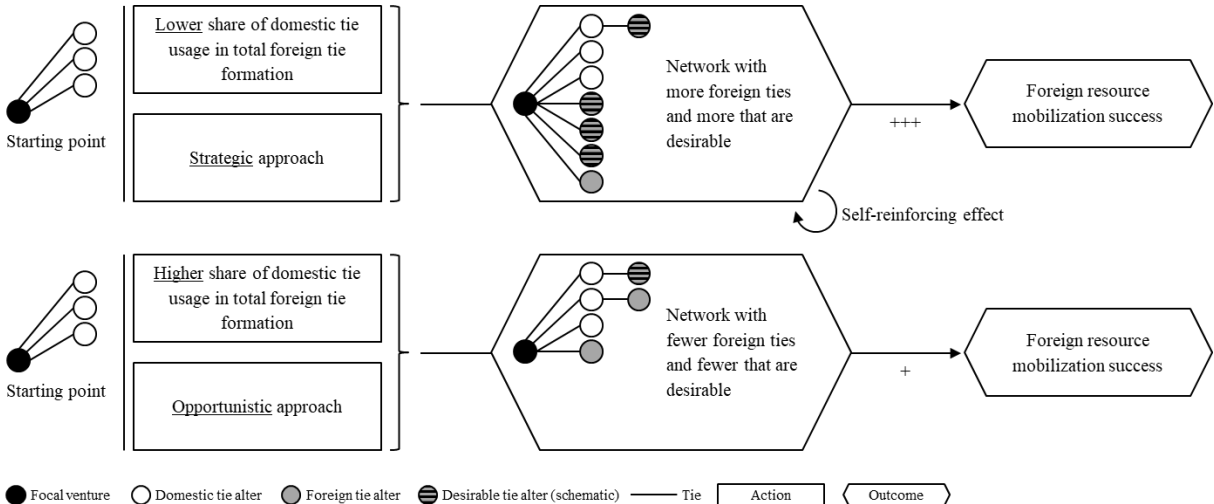 Lower share of domestic tie
usage in total foreign tie
formation
Starting point
Strategic approach
Network with
more foreign ties
and more that are
desirable
+++
Foreign resource
mobilization success
Self-reinforcing effect
Higher share of domestic tie
usage in total foreign tie
formation
Starting point
Opportunistic approach
Network with
fewer foreign ties
and fewer that are
desirable
+
Foreign resource
mobilization success
Focal venture
Domestic tie alter
Foreign tie alter
Desirable tie alter (schematic)
Tie
Action
Outcome